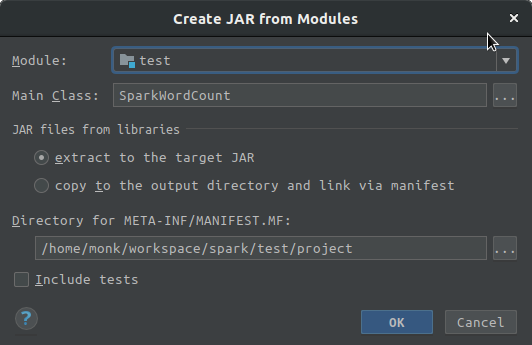 Create JAR from Modules
Module: test
Main Class: SparkWordCount ...
JAR files from libraries
extract to the target JAR
copy to the output directory and link via manifest
Directory for META-INF/MANIFEST.MF:
/home/monk/workspace/spark/test/project ...
Include tests
? OK Cancel